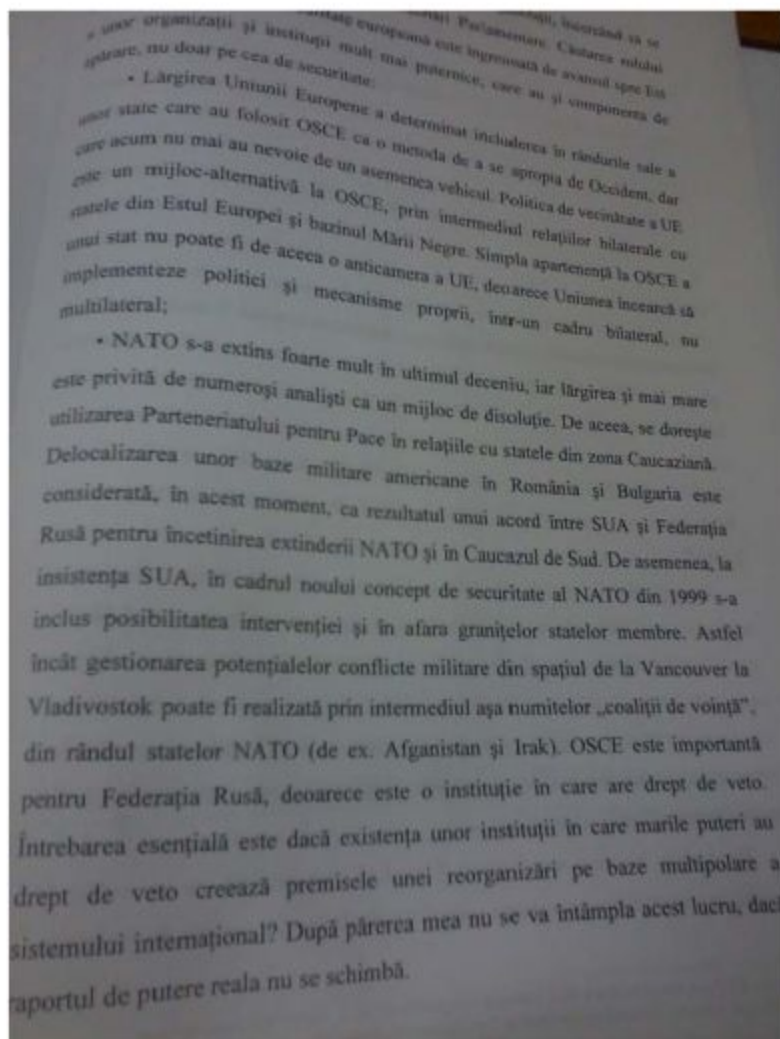 încercând să se
Parlamentare. Căutarea rolului
europeană este îngreunată de avansul spre Est
a unor organizații și instituții mult mai puternice, care au și componenta de
apărare, nu doar pe cea de securitate;
• Lărgirea Uniunii Europene a determinat includerea în rândurile sale a
unor state care au folosit OSCE ca o metoda de a se apropia de Occident, dar
care acum nu mai au nevoie de un asemenea vehicul. Politica de vecinătate a UE
este un mijloc-alternativă la OSCE, prin intermediul relațiilor bilaterale cu
statele din Estul Europei și bazinul Mării Negre. Simpla apartenență la OSCE a
unui stat nu poate fi de aceea o anticamera a UE, deoarece Uniunea încearcă să
implementeze politici și mecanisme proprii, într-un cadru bilateral, nu
multilateral;
• NATO s-a extins foarte mult în ultimul deceniu, iar lărgirea și mai mare
este privită de numeroși analiști ca un mijloc de disoluție. De aceea, se dorește
utilizarea Parteneriatului pentru Pace în relațiile cu statele din zona Caucaziană.
Delocalizarea unor baze militare americane în România și Bulgaria este
considerată, în acest moment, ca rezultatul unui acord între SUA și Federația
Rusă pentru încetinirea extinderii NATO și în Caucazul de Sud. De asemenea, la
insistența SUA, în cadrul noului concept de securitate al NATO din 1999 s-a
inclus posibilitatea intervenției și în afara granițelor statelor membre. Astfel
încât gestionarea potențialelor conflicte militare din spațiul de la Vancouver la
Vladivostok poate fi realizată prin intermediul așa numitelor „coaliții de voință”,
din rândul statelor NATO (de ex. Afganistan și Irak). OSCE este importantă
pentru Federația Rusă, deoarece este o instituție în care are drept de veto.
Întrebarea esențială este dacă existența unor instituții în care marile puteri au
drept de veto creează premisele unei reorganizări pe baze multipolare a
sistemului internațional? După părerea mea nu se va întâmpla acest lucru, dacă
raportul de putere reala nu se schimbă.